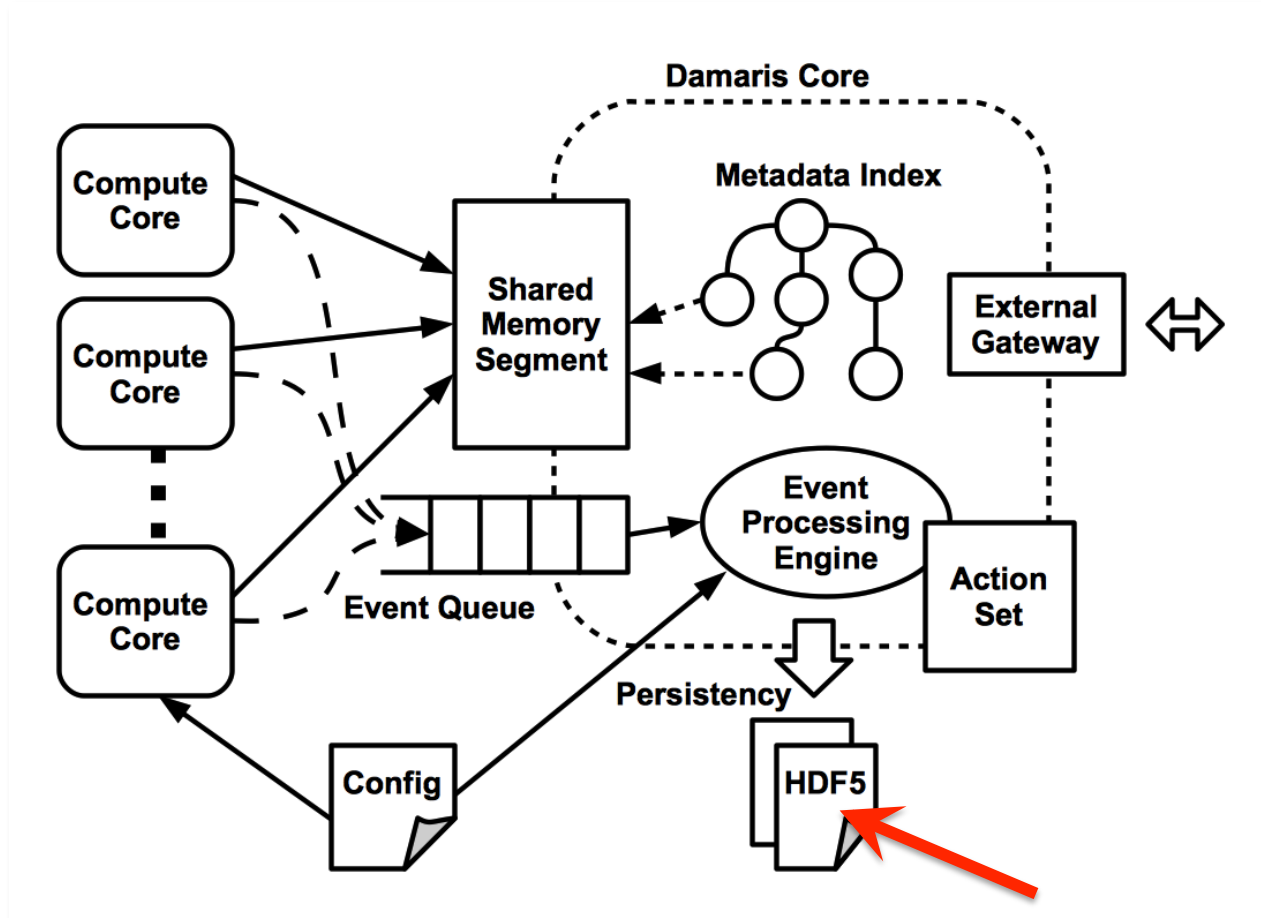 Damaris Core
Compute
Core
Metadata Index
Shared
Memory
Segment
External
Gateway
Compute
Core
Event
Processing
Engine
Action
Set
Compute
Core
Event Queue
Persistency
Config
HDF5